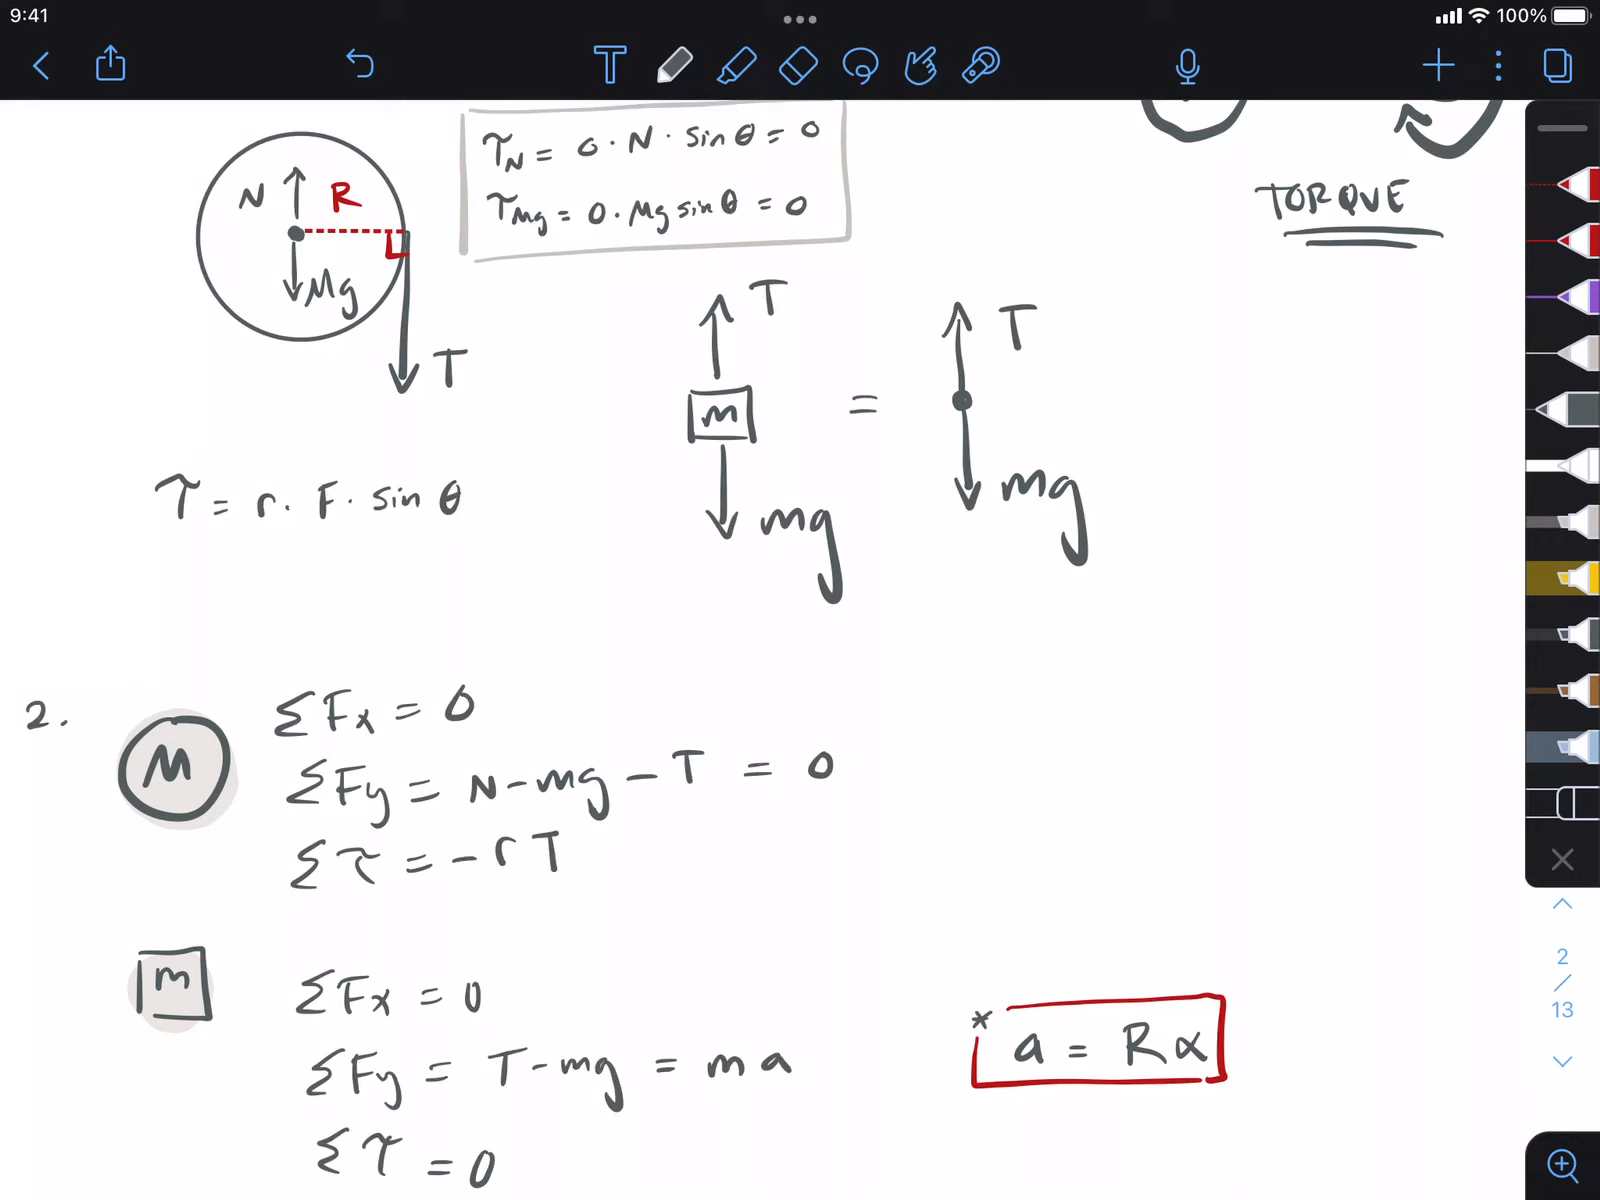 9:41
100%
τN = 0 · N · sin θ = 0
τMg = 0 · Mg sin θ = 0
TORQUE
N
R
Mg
T
T
m
mg
=
T
mg
τ = r · F · sin θ
2.
M
ΣFx = 0
ΣFy = N - mg - T = 0
Στ = - r T
m
ΣFx = 0
ΣFy = T - mg = ma
Στ = 0
* a = Rα
2
/
13